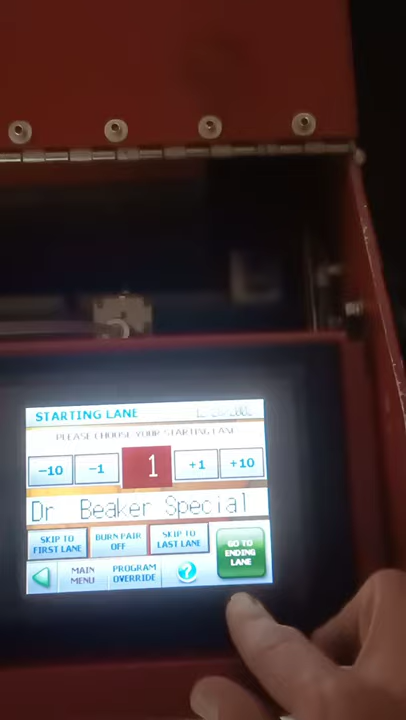 STARTING LANE
PLEASE CHOOSE YOUR STARTING LANE
-10 -1 1 +1 +10
Dr Beaker Special
SKIP TO FIRST LANE
BURN PAIR OFF
SKIP TO LAST LANE
GO TO ENDING LANE
MAIN MENU
PROGRAM OVERRIDE
?